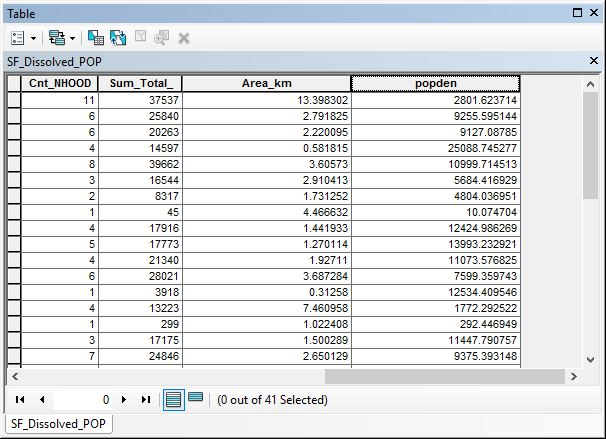 Table
SF_Dissolved_POP
Cnt_NHOOD Sum_Total_ Area_km popden
11 37537 13.398302 2801.623714
6 25840 2.791825 9255.595144
6 20263 2.220095 9127.08785
4 14597 0.581815 25088.745277
8 39662 3.60573 10999.714513
3 16544 2.910413 5684.416929
2 8317 1.731252 4804.036951
1 45 4.466632 10.074704
4 17916 1.441933 12424.986269
5 17773 1.270114 13993.232921
4 21340 1.92711 11073.576825
6 28021 3.687284 7599.359743
1 3918 0.31258 12534.409546
4 13223 7.460958 1772.292522
1 299 1.022408 292.446949
3 17175 1.500289 11447.790757
7 24846 2.650129 9375.393148
0 (0 out of 41 Selected)
SF_Dissolved_POP